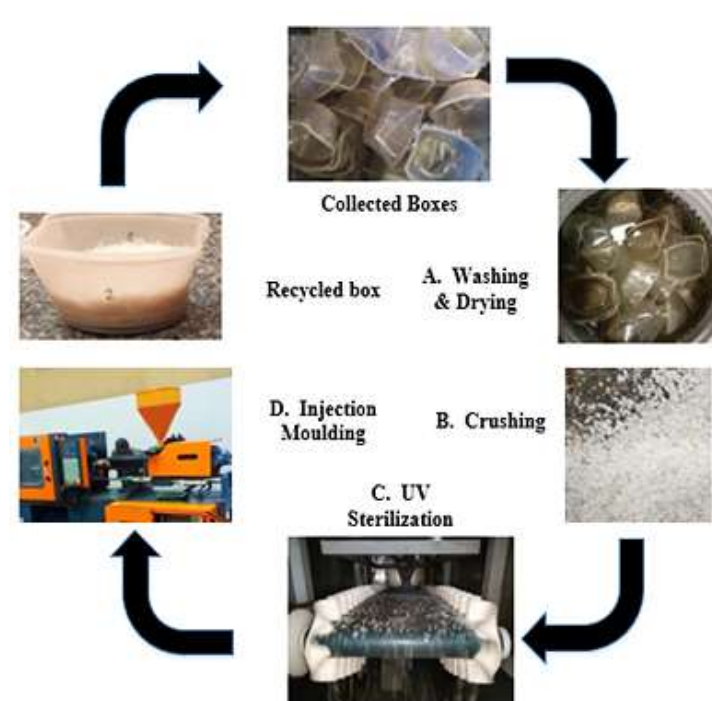 Collected Boxes
A. Washing
& Drying
B. Crushing
C. UV
Sterilization
D. Injection
Moulding
Recycled box